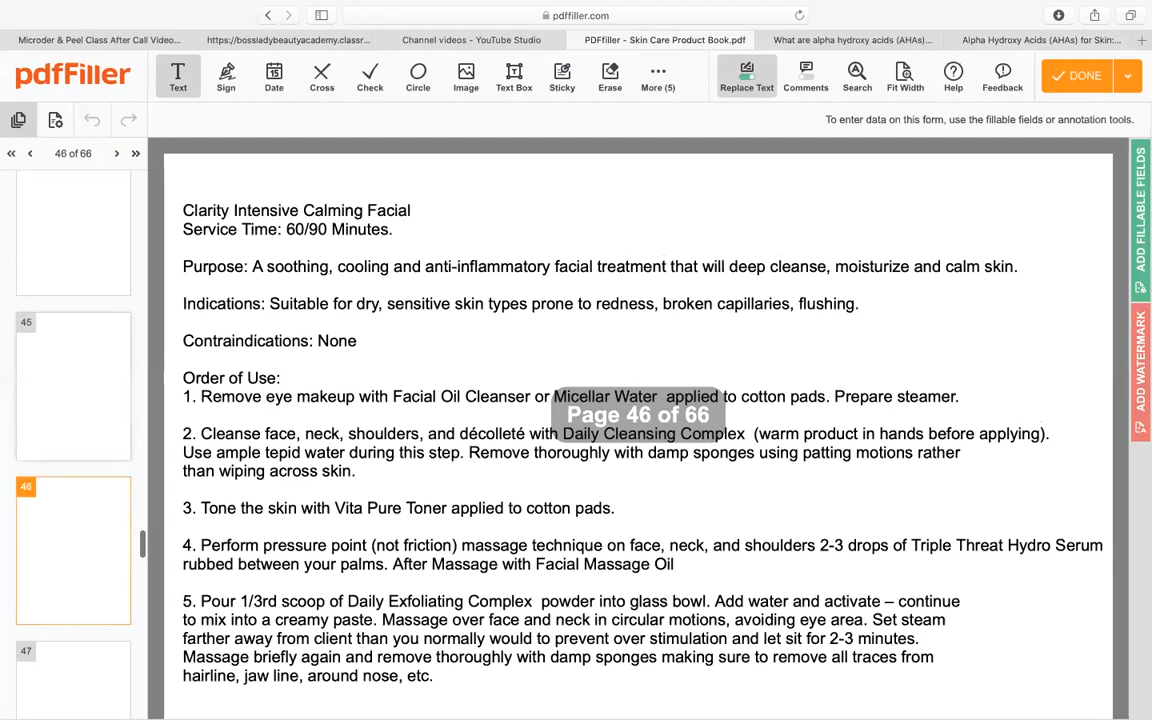 pdffiller.com
Microder & Peel Class After Call Video...
https://bossiadybeautyacademy.classr...
Channel videos - YouTube Studio
PDFfiller - Skin Care Product Book.pdf
What are alpha hydroxy acids (AHAs)...
Alpha Hydroxy Acids (AHAs) for Skin:...
pdfFiller
Text
Sign
15
Date
Cross
Check
Circle
Image
Text Box
Sticky
Erase
More (5)
Replace Text
Comments
Search
Fit Width
Help
Feedback
DONE
To enter data on this form, use the fillable fields or annotation tools.
46 of 66
45
46
47
Clarity Intensive Calming Facial
Service Time: 60/90 Minutes.
Purpose: A soothing, cooling and anti-inflammatory facial treatment that will deep cleanse, moisturize and calm skin.
Indications: Suitable for dry, sensitive skin types prone to redness, broken capillaries, flushing.
Contraindications: None
Order of Use:
1. Remove eye makeup with Facial Oil Cleanser or Micellar Water  applied to cotton pads. Prepare steamer.
Page 46 of 66
2. Cleanse face, neck, shoulders, and décolleté with Daily Cleansing Complex  (warm product in hands before applying).
Use ample tepid water during this step. Remove thoroughly with damp sponges using patting motions rather
than wiping across skin.
3. Tone the skin with Vita Pure Toner applied to cotton pads.
4. Perform pressure point (not friction) massage technique on face, neck, and shoulders 2-3 drops of Triple Threat Hydro Serum
rubbed between your palms. After Massage with Facial Massage Oil
5. Pour 1/3rd scoop of Daily Exfoliating Complex  powder into glass bowl. Add water and activate – continue
to mix into a creamy paste. Massage over face and neck in circular motions, avoiding eye area. Set steam
farther away from client than you normally would to prevent over stimulation and let sit for 2-3 minutes.
Massage briefly again and remove thoroughly with damp sponges making sure to remove all traces from
hairline, jaw line, around nose, etc.
ADD FILLABLE FIELDS
ADD WATERMARK